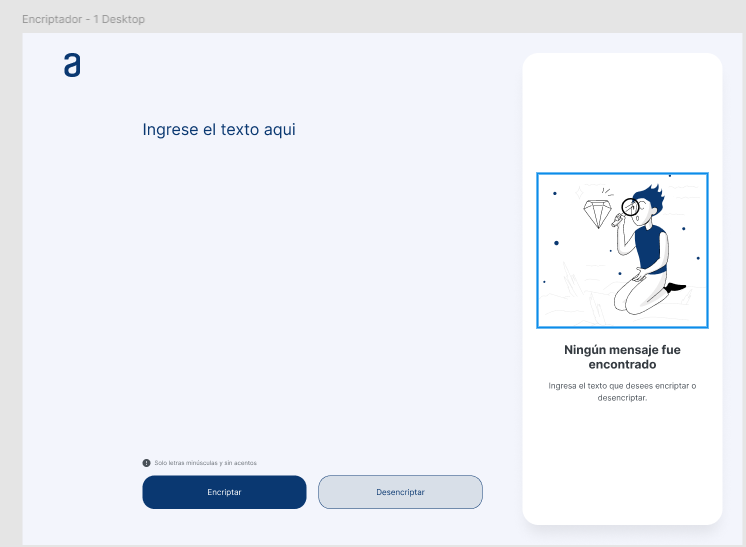 Encriptador - 1 Desktop
a
Ingrese el texto aqui
Ningún mensaje fue
encontrado
Ingresa el texto que desees encriptar o
desencriptar.
Solo letras minúsculas y sin acentos
Encriptar
Desencriptar